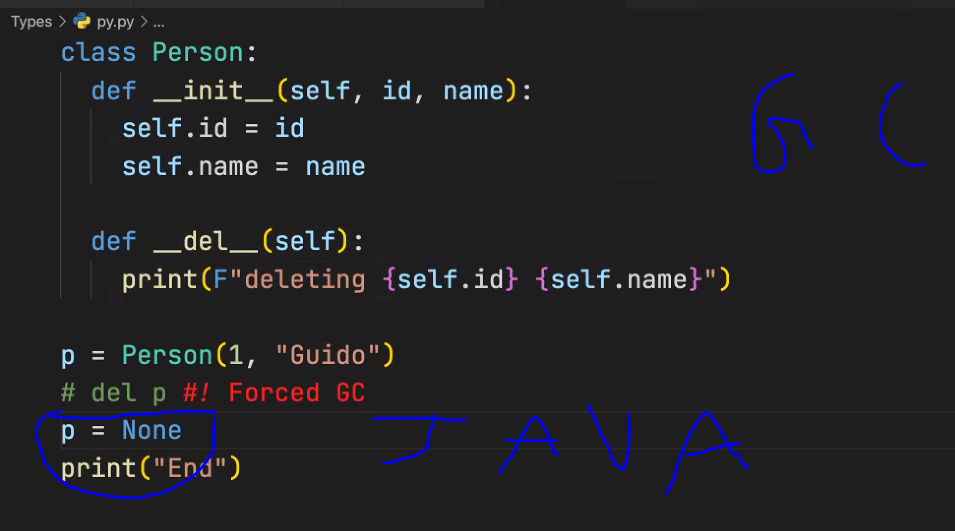 Types > py.py > ...
class Person:
  def __init__(self, id, name):
    self.id = id
    self.name = name
  def __del__(self):
    print(F"deleting {self.id} {self.name}")
p = Person(1, "Guido")
# del p #! Forced GC
p = None
print("End")
G C
JAVA